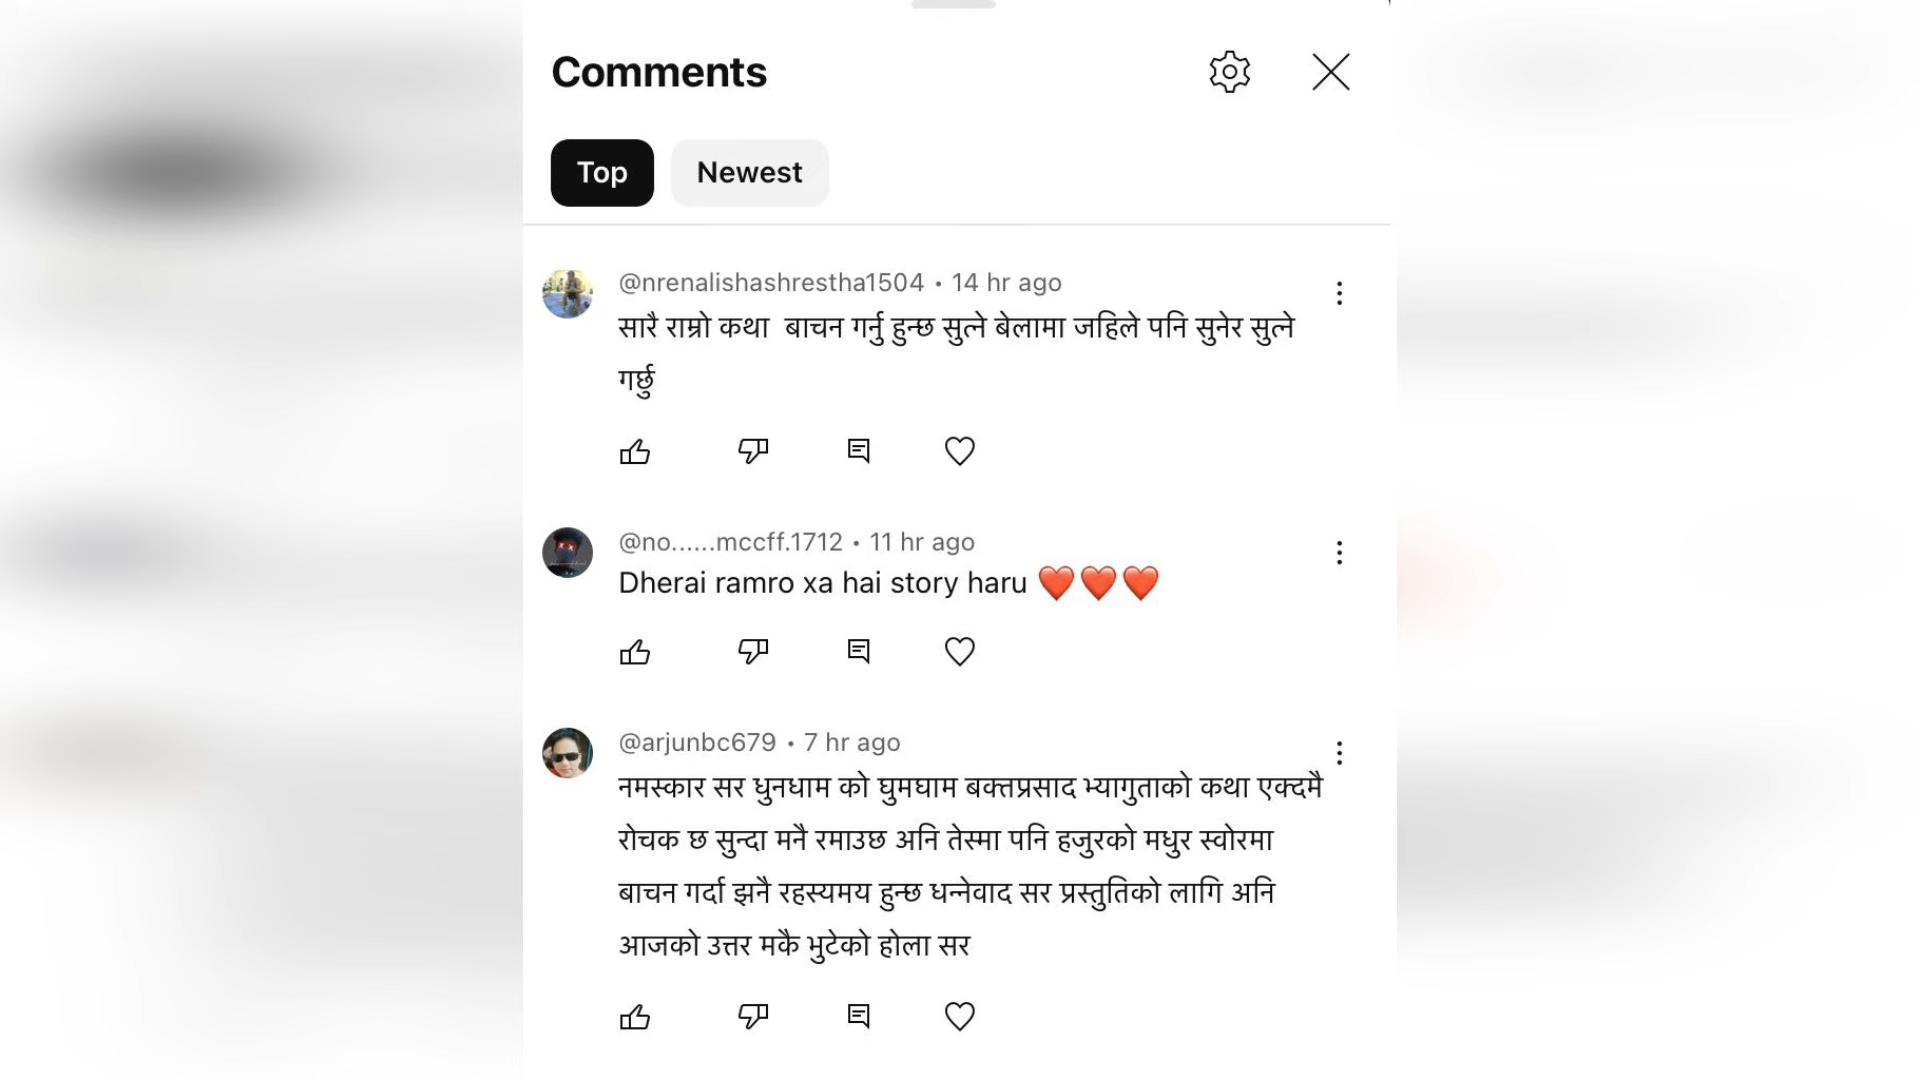 Comments
Top
Newest
@nrenalishashrestha1504 • 14 hr ago
सारै राम्रो कथा  बाचन गर्नु हुन्छ सुत्ने बेलामा जहिले पनि सुनेर सुत्ने
गर्छु
@no......mccff.1712 • 11 hr ago
Dherai ramro xa hai story haru ❤️❤️❤️
@arjunbc679 • 7 hr ago
नमस्कार सर धुनधाम को घुमघाम बक्तप्रसाद भ्यागुताको कथा एक्दमै
रोचक छ सुन्दा मनै रमाउछ अनि तेस्मा पनि हजुरको मधुर स्वोरमा
बाचन गर्दा झनै रहस्यमय हुन्छ धन्नेवाद सर प्रस्तुतिको लागि अनि
आजको उत्तर मकै भुटेको होला सर